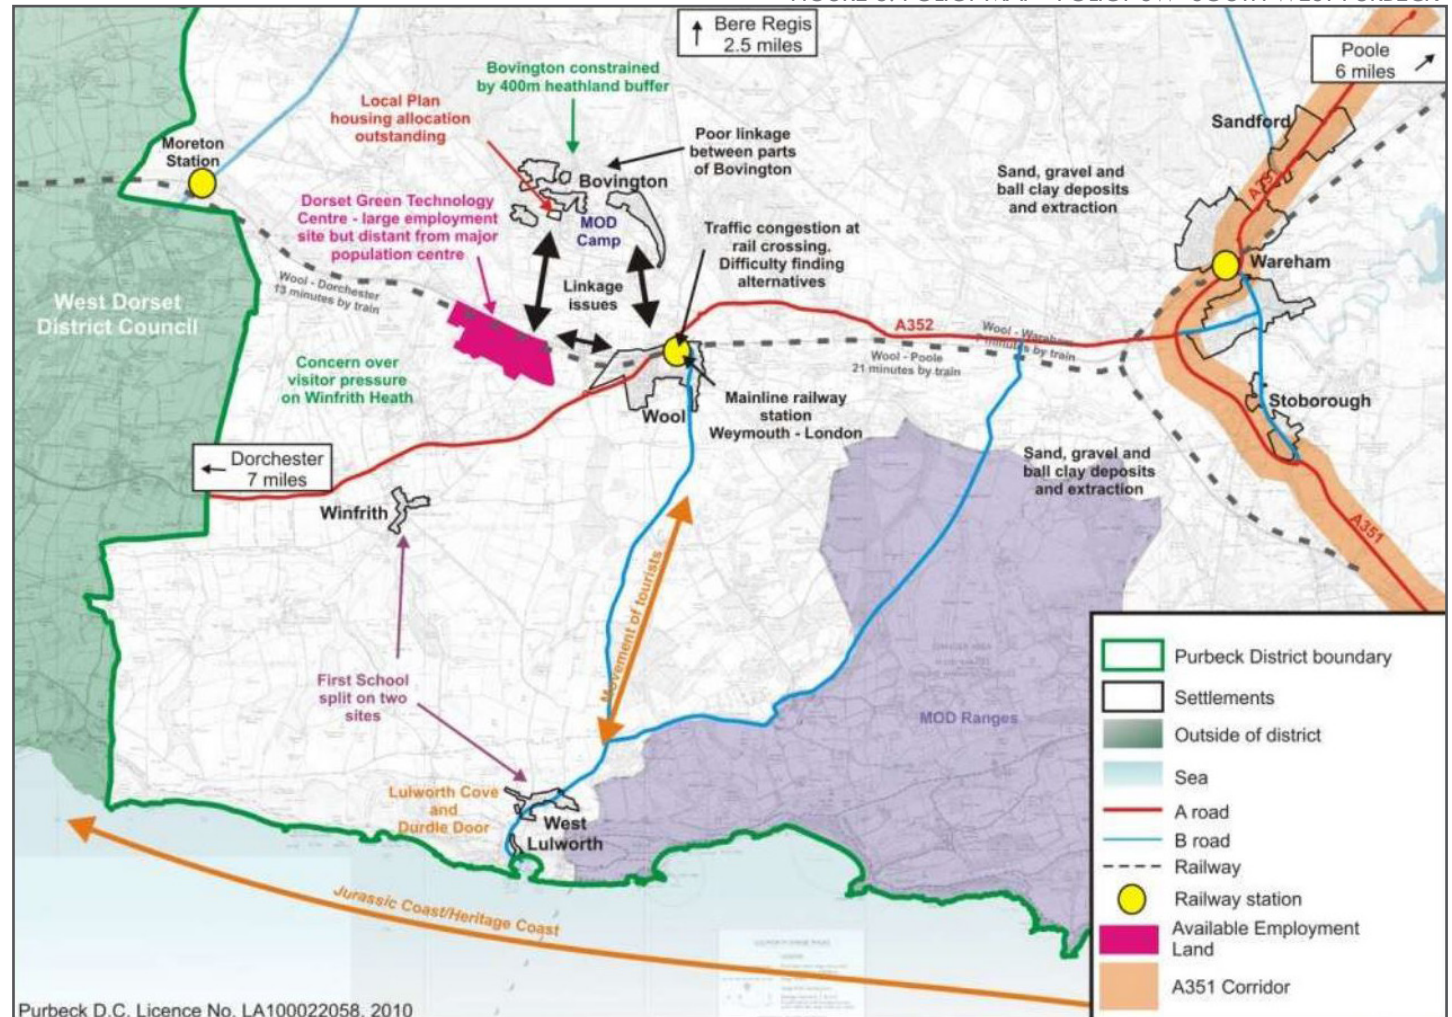 Bere Regis
2.5 miles
Poole
6 miles
Bovington constrained
by 400m heathland buffer
Local Plan
housing allocation
outstanding
Moreton
Station
Poor linkage
between parts
of Bovington
Sandford
A351
Sand, gravel and
ball clay deposits
and extraction
Bovington
MOD
Camp
Dorset Green Technology
Centre - large employment
site but distant from major
population centre
Traffic congestion at
rail crossing.
Difficulty finding
alternatives
Wareham
Wool - Dorchester
13 minutes by train
Linkage
issues
West Dorset
District Council
A352
Wool - Wareham
7 minutes by train
Wool - Poole
21 minutes by train
Concern over
visitor pressure
on Winfrith Heath
Mainline railway
station
Weymouth - London
Wool
Stoborough
Dorchester
7 miles
Sand, gravel and
ball clay deposits
and extraction
Winfrith
A351
Movement of tourists
First School
split on two
sites
MOD Ranges
Lulworth Cove
and
Durdle Door
West
Lulworth
Jurassic Coast/Heritage Coast
Purbeck District boundary
Settlements
Outside of district
Sea
A road
B road
Railway
Railway station
Available Employment
Land
A351 Corridor
Purbeck D.C. Licence No. LA100022058, 2010